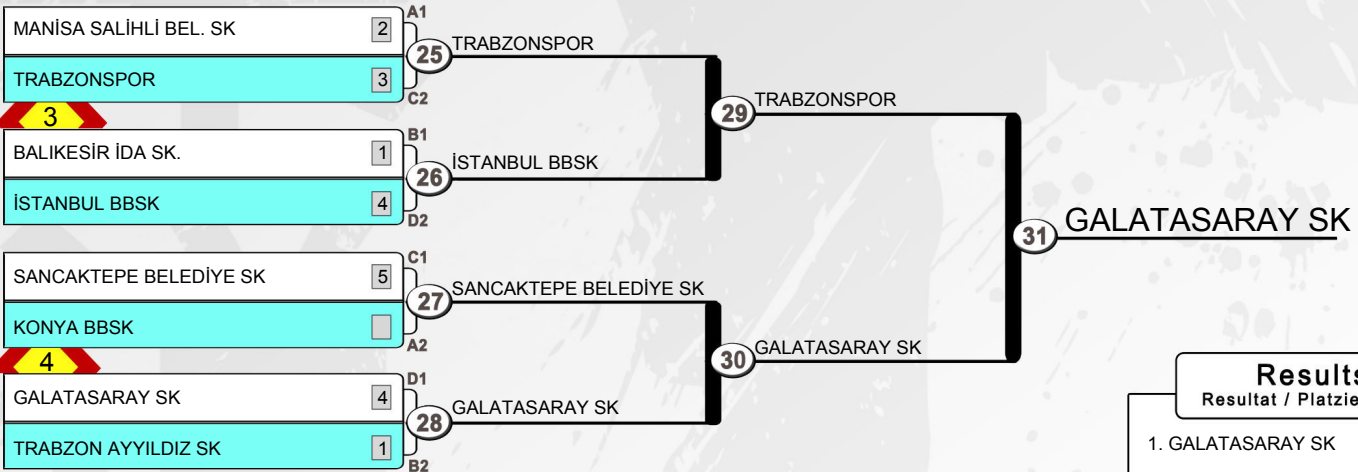 A1
MANİSA SALİHLİ BEL. SK 2
25 TRABZONSPOR
TRABZONSPOR 3
C2
3
29 TRABZONSPOR
B1
BALIKESİR İDA SK. 1
26 İSTANBUL BBSK
İSTANBUL BBSK 4
D2
31 GALATASARAY SK
C1
SANCAKTEPE BELEDİYE SK 5
27 SANCAKTEPE BELEDİYE SK
KONYA BBSK
A2
4
30 GALATASARAY SK
D1
GALATASARAY SK 4
28 GALATASARAY SK
TRABZON AYYILDIZ SK 1
B2
Results
Resultat / Platzie
1. GALATASARAY SK